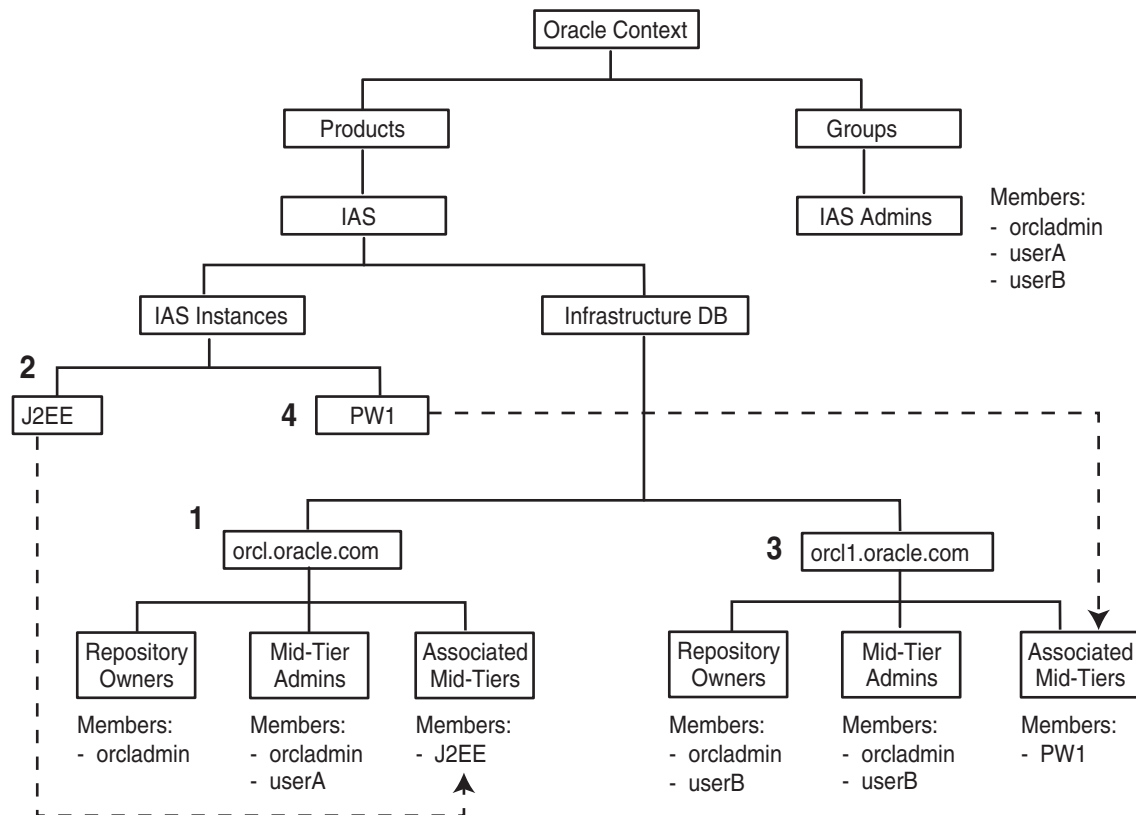 Oracle Context
Products
Groups
IAS
IAS Admins
Members:
- orcladmin
- userA
- userB
IAS Instances
Infrastructure DB
2
J2EE
4
PW1
1
orcl.oracle.com
3
orcl1.oracle.com
Repository
Owners
Members:
- orcladmin
Mid-Tier
Admins
Members:
- orcladmin
- userA
Associated
Mid-Tiers
Members:
- J2EE
Repository
Owners
Members:
- orcladmin
- userB
Mid-Tier
Admins
Members:
- orcladmin
- userB
Associated
Mid-Tiers
Members:
- PW1